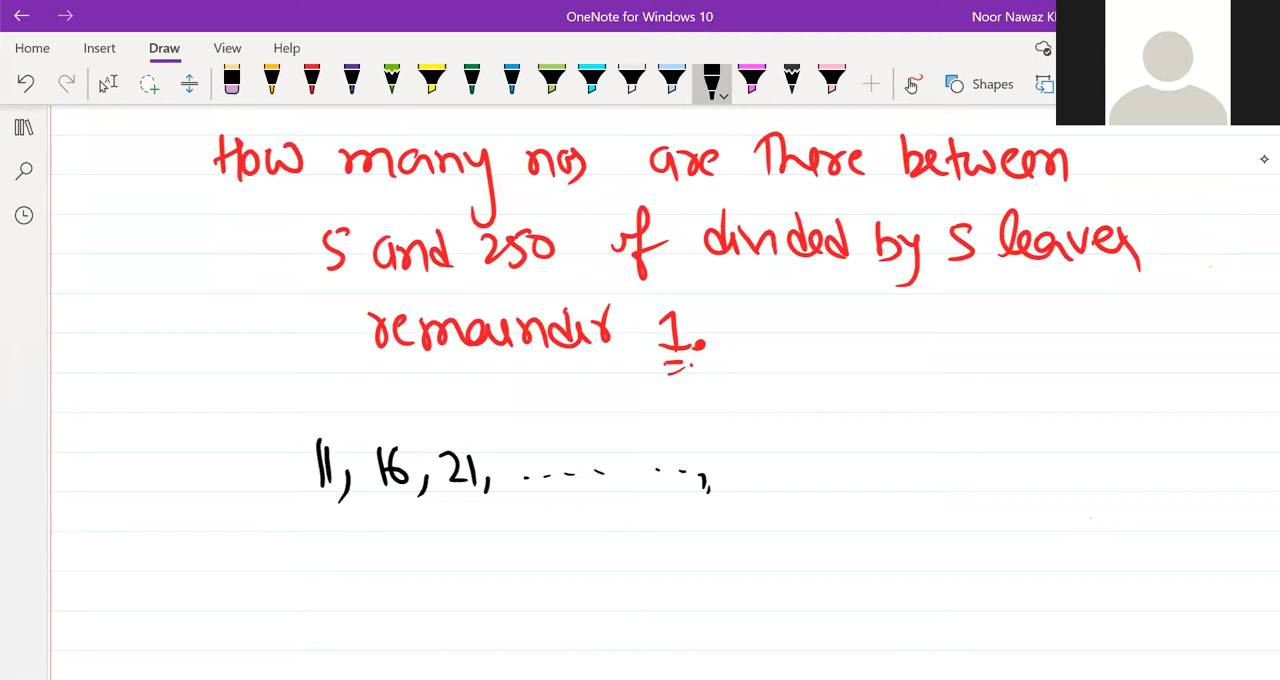 OneNote for Windows 10
Noor Nawaz Kh
Home Insert Draw View Help
Shapes
How many nos are there between
5 and 250 if divided by 5 leaves
remainder 1.
11, 16, 21, .... ..,